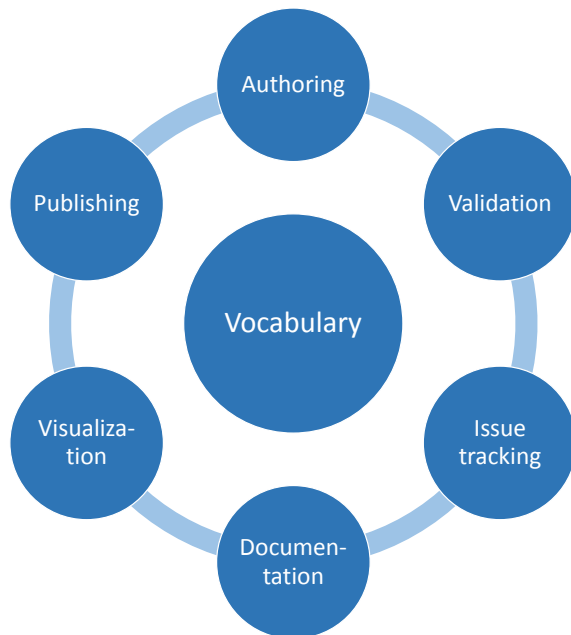 Authoring
Publishing
Validation
Vocabulary
Visualiza-
tion
Issue
tracking
Documen-
tation